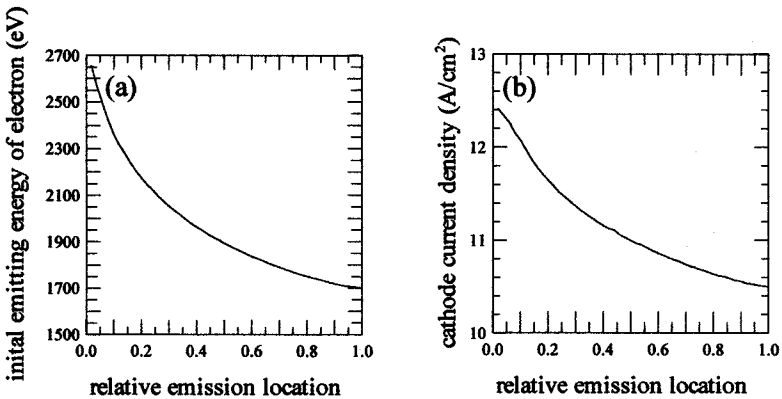 inital emitting energy of electron (eV)
2700
2500
2300
2100
1900
1700
1500
(a)
0.0 0.2 0.4 0.6 0.8 1.0
relative emission location
cathode current density (A/cm²)
13
12
11
10
(b)
0.0 0.2 0.4 0.6 0.8 1.0
relative emission location